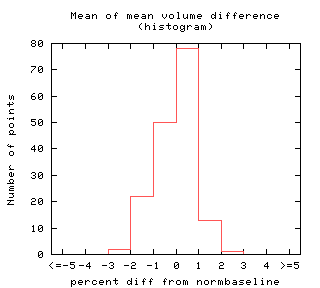 Mean of mean volume difference
(histogram)
80
70
60
50
40
30
20
10
0
Number of points
<=-5 -4 -3 -2 -1 0 1 2 3 4 >=5
percent diff from normbaseline